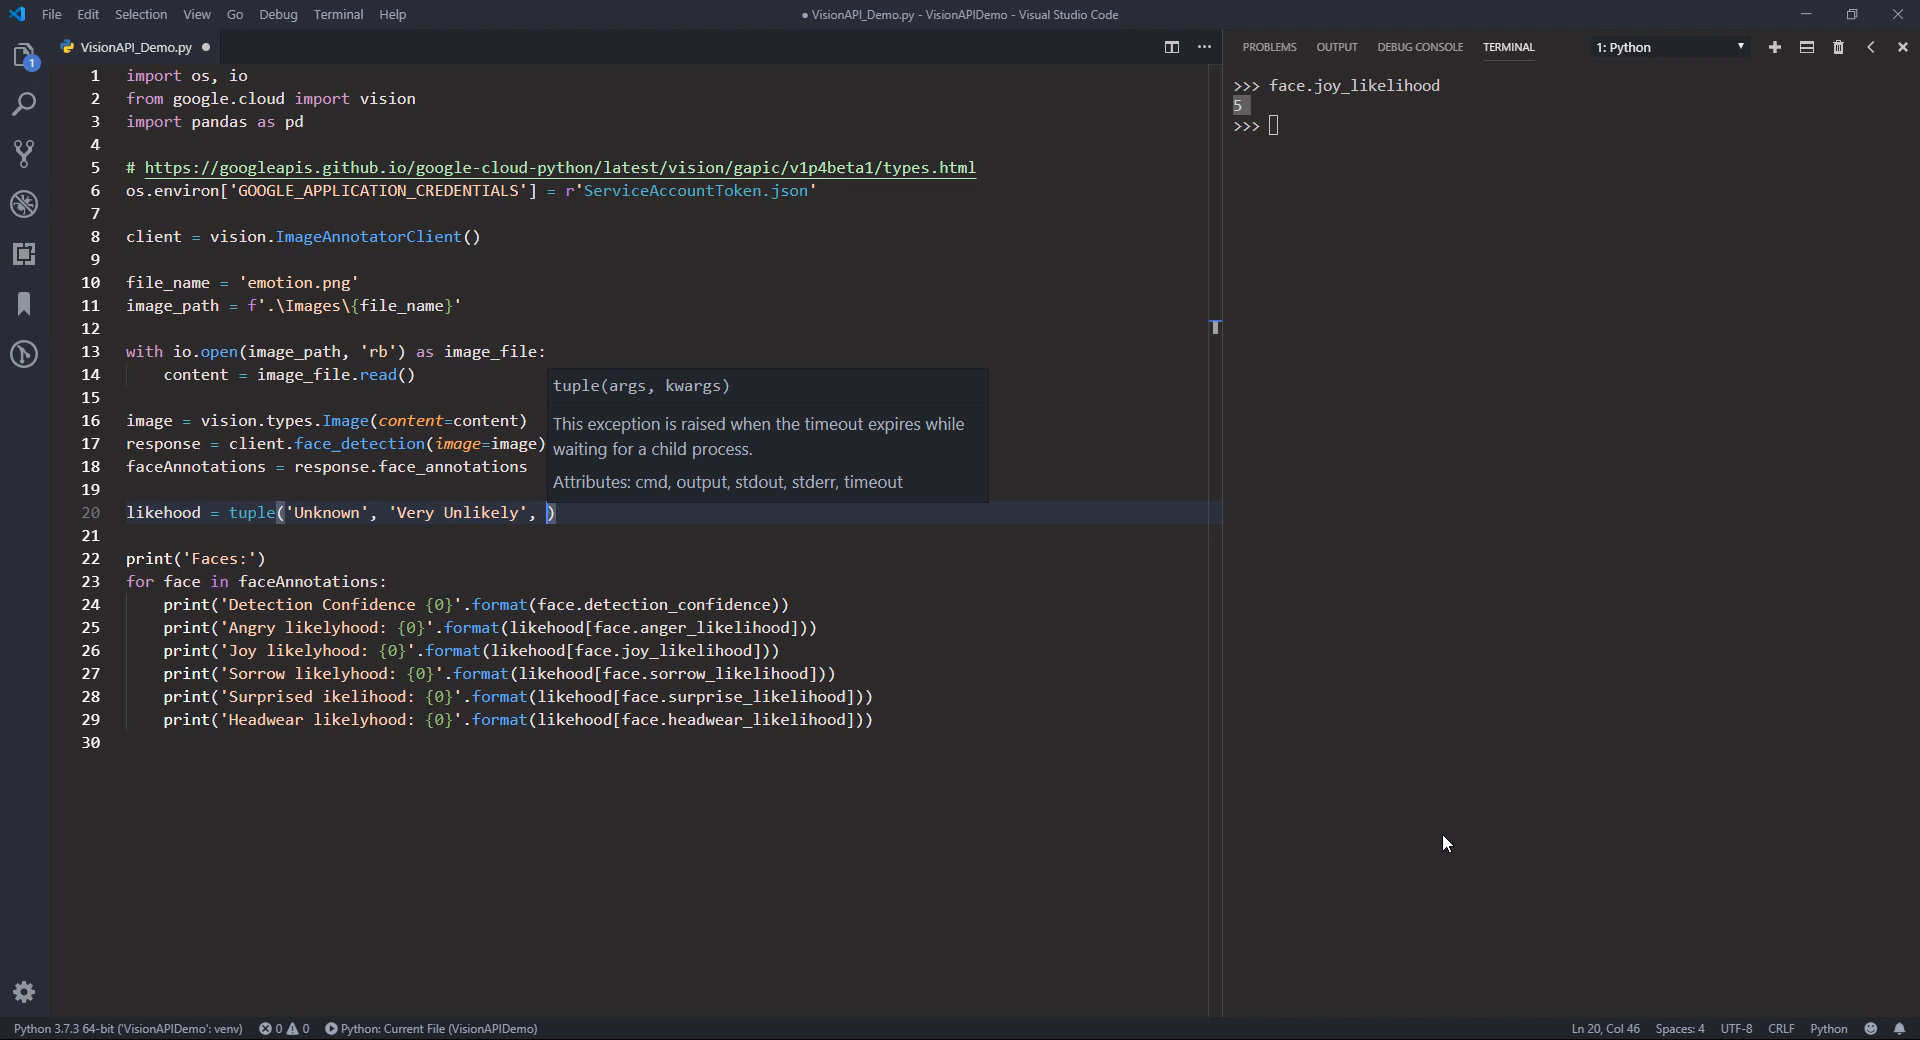 File Edit Selection View Go Debug Terminal Help
● VisionAPI_Demo.py - VisionAPIDemo - Visual Studio Code
VisionAPI_Demo.py ●
PROBLEMS OUTPUT DEBUG CONSOLE TERMINAL 1: Python
1
1 import os, io
2 from google.cloud import vision
3 import pandas as pd
4
5 # https://googleapis.github.io/google-cloud-python/latest/vision/gapic/v1p4beta1/types.html
6 os.environ['GOOGLE_APPLICATION_CREDENTIALS'] = r'ServiceAccountToken.json'
7
8 client = vision.ImageAnnotatorClient()
9
10 file_name = 'emotion.png'
11 image_path = f'.\Images\{file_name}'
12
13 with io.open(image_path, 'rb') as image_file:
14 content = image_file.read()
15
16 image = vision.types.Image(content=content)
17 response = client.face_detection(image=image)
18 faceAnnotations = response.face_annotations
19
20 likehood = tuple('Unknown', 'Very Unlikely', )
21
22 print('Faces:')
23 for face in faceAnnotations:
24 print('Detection Confidence {0}'.format(face.detection_confidence))
25 print('Angry likelyhood: {0}'.format(likehood[face.anger_likelihood]))
26 print('Joy likelyhood: {0}'.format(likehood[face.joy_likelihood]))
27 print('Sorrow likelyhood: {0}'.format(likehood[face.sorrow_likelihood]))
28 print('Surprised ikelihood: {0}'.format(likehood[face.surprise_likelihood]))
29 print('Headwear likelyhood: {0}'.format(likehood[face.headwear_likelihood]))
30
tuple(args, kwargs)
This exception is raised when the timeout expires while
waiting for a child process.
Attributes: cmd, output, stdout, stderr, timeout
>>> face.joy_likelihood
5
>>>
Python 3.7.3 64-bit ('VisionAPIDemo': venv) 0 0 Python: Current File (VisionAPIDemo)
Ln 20, Col 46 Spaces: 4 UTF-8 CRLF Python